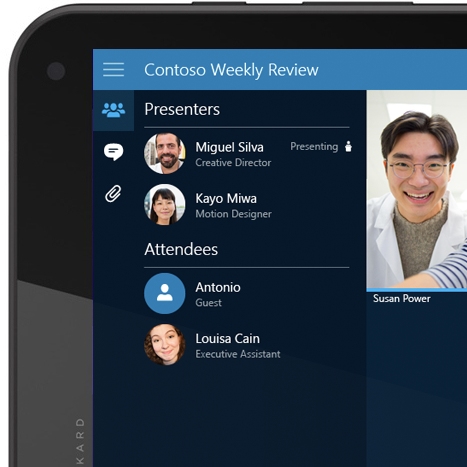 Contoso Weekly Review
Presenters
Miguel Silva
Presenting
Creative Director
Kayo Miwa
Motion Designer
Attendees
Antonio
Guest
Louisa Cain
Executive Assistant
Susan Power
KARD